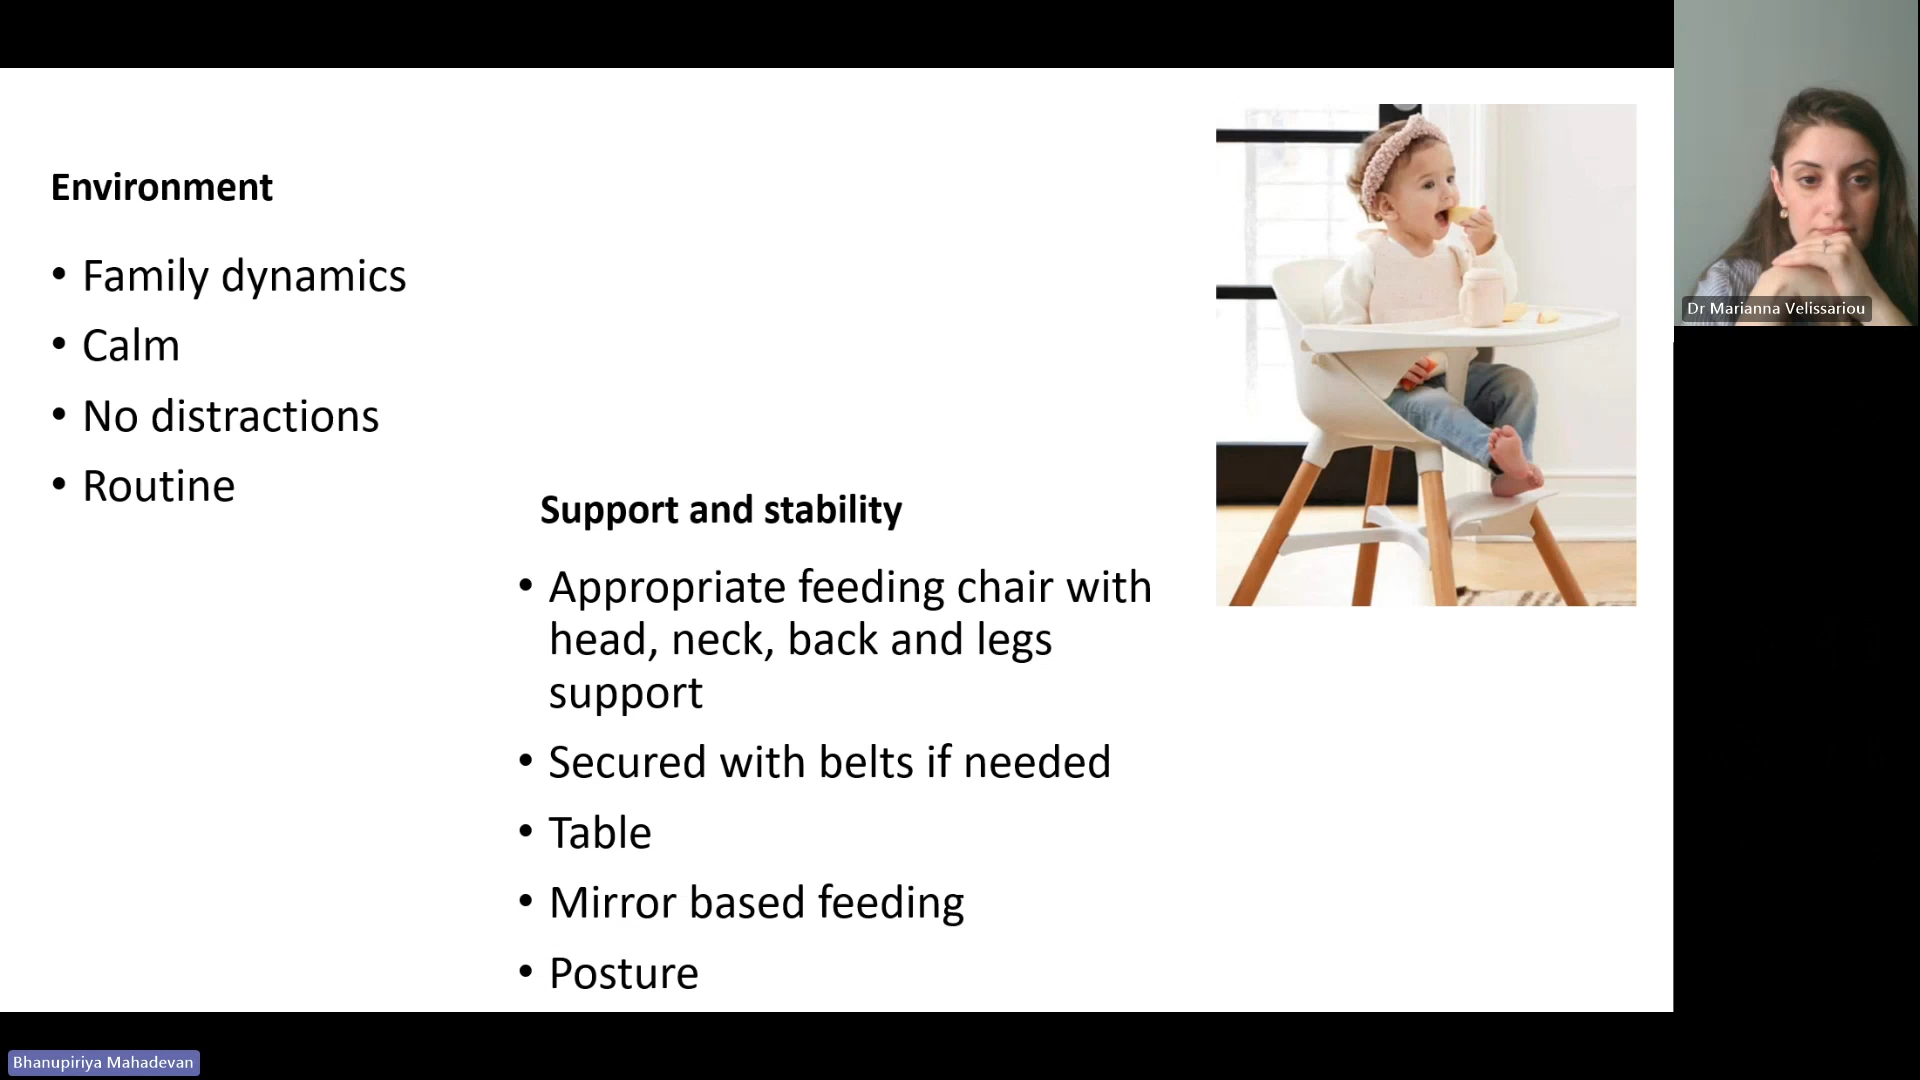 Environment
• Family dynamics
• Calm
• No distractions
• Routine
Support and stability
• Appropriate feeding chair with
head, neck, back and legs
support
• Secured with belts if needed
• Table
• Mirror based feeding
• Posture
Dr Marianna Velissariou
Bhanupiriya Mahadevan